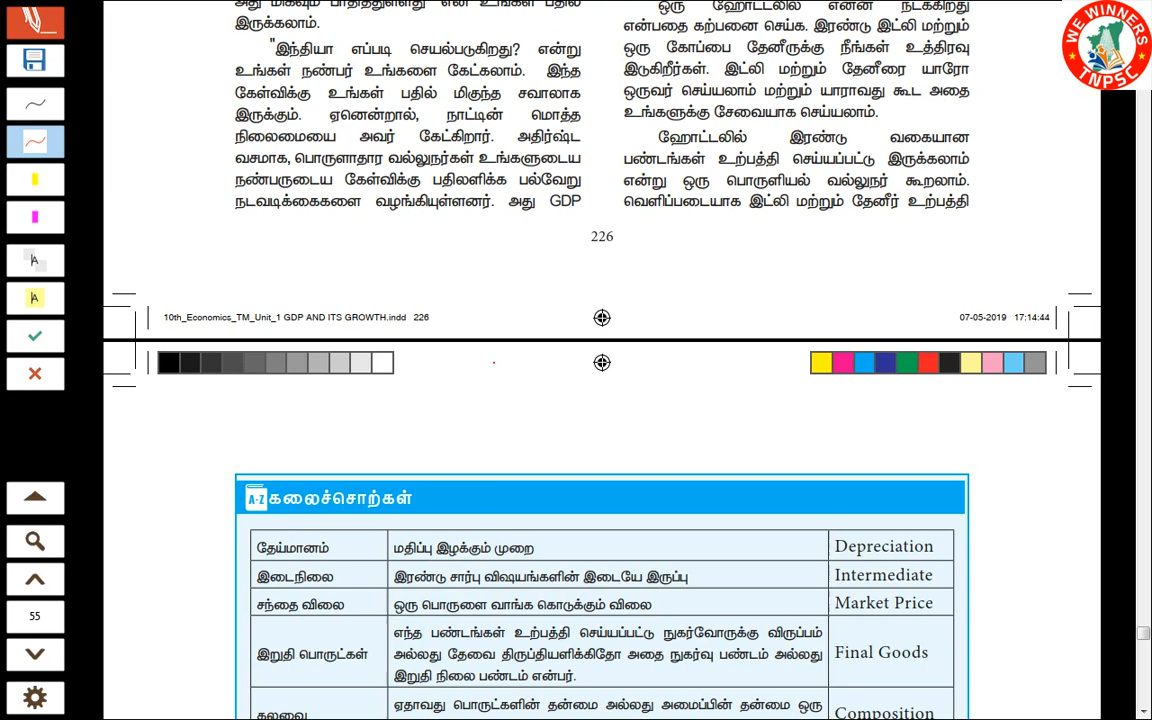 அது மிகவும் பாதித்துள்ளது என உங்கள் பதில்
இருக்கலாம்.
"இந்தியா எப்படி செயல்படுகிறது? என்று
உங்கள் நண்பர் உங்களை கேட்கலாம். இந்த
கேள்விக்கு உங்கள் பதில் மிகுந்த சவாலாக
இருக்கும். ஏனென்றால், நாட்டின் மொத்த
நிலைமையை அவர் கேட்கிறார். அதிர்ஷ்ட
வசமாக, பொருளாதார வல்லுநர்கள் உங்களுடைய
நண்பருடைய கேள்விக்கு பதிலளிக்க பல்வேறு
நடவடிக்கைகளை வழங்கியுள்ளனர். அது GDP
ஒரு ஹோட்டலில் என்ன நடக்கிறது
என்பதை கற்பனை செய்க. இரண்டு இட்லி மற்றும்
ஒரு கோப்பை தேனீருக்கு நீங்கள் உத்திரவு
இடுகிறீர்கள். இட்லி மற்றும் தேனீரை யாரோ
ஒருவர் செய்யலாம் மற்றும் யாராவது கூட அதை
உங்களுக்கு சேவையாக செய்யலாம்.
ஹோட்டலில் இரண்டு வகையான
பண்டங்கள் உற்பத்தி செய்யப்பட்டு இருக்கலாம்
என்று ஒரு பொருளியல் வல்லுநர் கூறலாம்.
வெளிப்படையாக இட்லி மற்றும் தேனீர் உற்பத்தி
WE WINNERS
TNPSC
226
10th_Economics_TM_Unit_1 GDP AND ITS GROWTH.indd 226
07-05-2019 17:14:44
A-Z கலைச்சொற்கள்
தேய்மானம் மதிப்பு இழக்கும் முறை Depreciation
இடைநிலை இரண்டு சார்பு விஷயங்களின் இடையே இருப்பு Intermediate
சந்தை விலை ஒரு பொருளை வாங்க கொடுக்கும் விலை Market Price
எந்த பண்டங்கள் உற்பத்தி செய்யப்பட்டு நுகர்வோருக்கு விருப்பம்
இறுதி பொருட்கள் அல்லது தேவை திருப்தியளிக்கிதோ அதை நுகர்வு பண்டம் அல்லது Final Goods
இறுதி நிலை பண்டம் என்பர்.
கலவை ஏதாவது பொருட்களின் தன்மை அல்லது அமைப்பின் தன்மை ஒரு Composition
55